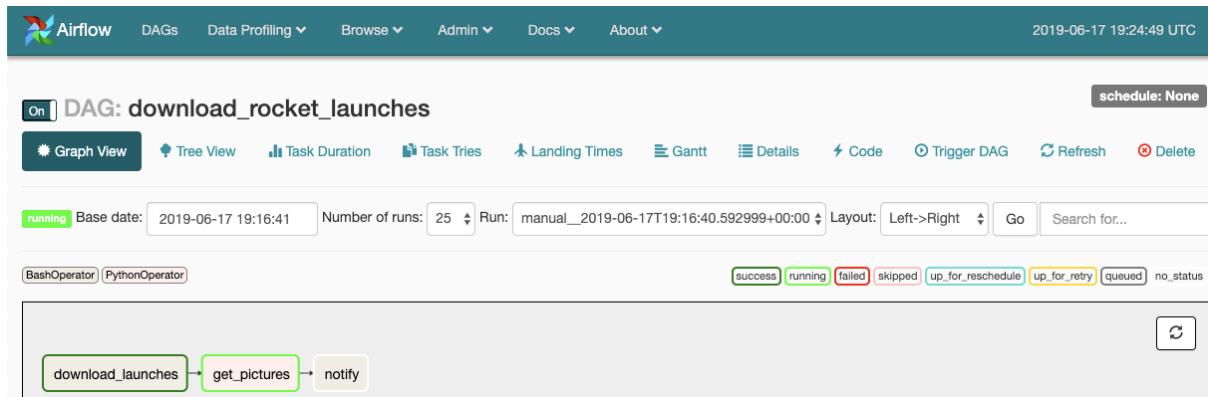 Airflow DAGs Data Profiling Browse Admin Docs About 2019-06-17 19:24:49 UTC
schedule: None
On DAG: download_rocket_launches
Graph View Tree View Task Duration Task Tries Landing Times Gantt Details Code Trigger DAG Refresh Delete
running Base date: 2019-06-17 19:16:41 Number of runs: 25 Run: manual__2019-06-17T19:16:40.592999+00:00 Layout: Left->Right Go Search for...
BashOperator PythonOperator success running failed skipped up_for_reschedule up_for_retry queued no_status
download_launches get_pictures notify